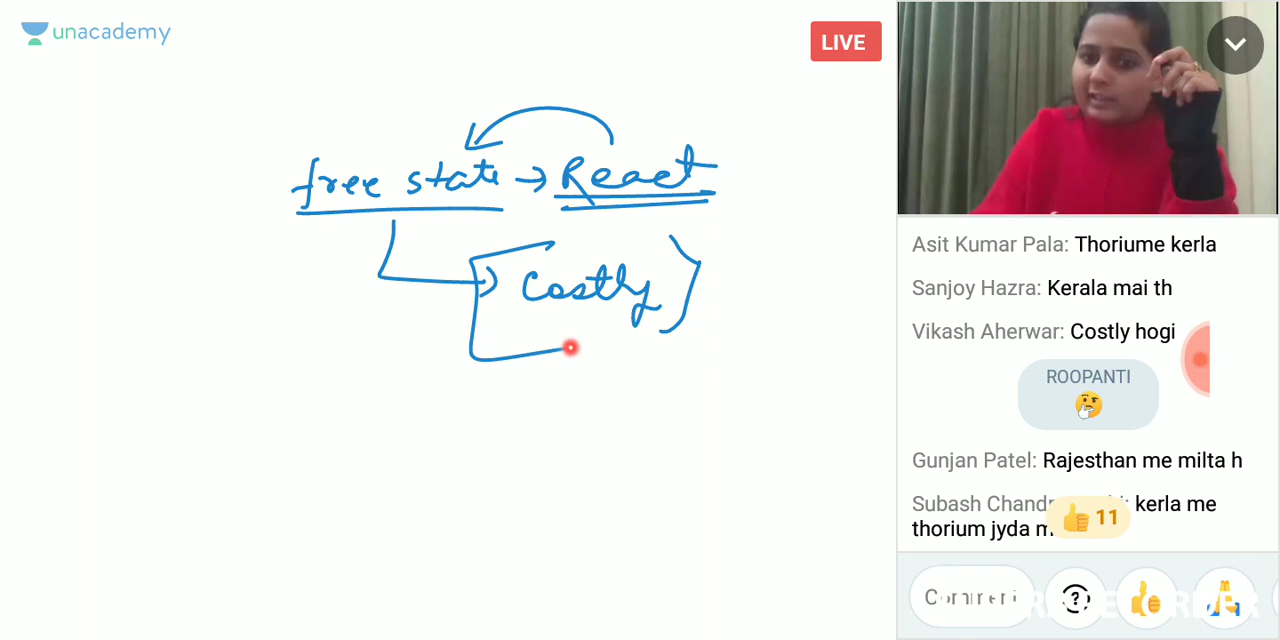 unacademy
LIVE
free state → React
Costly
Asit Kumar Pala: Thoriume kerla
Sanjoy Hazra: Kerala mai th
Vikash Aherwar: Costly hogi
ROOPANTI
Gunjan Patel: Rajesthan me milta h
Subash Chand : kerla me
thorium jyda m
11